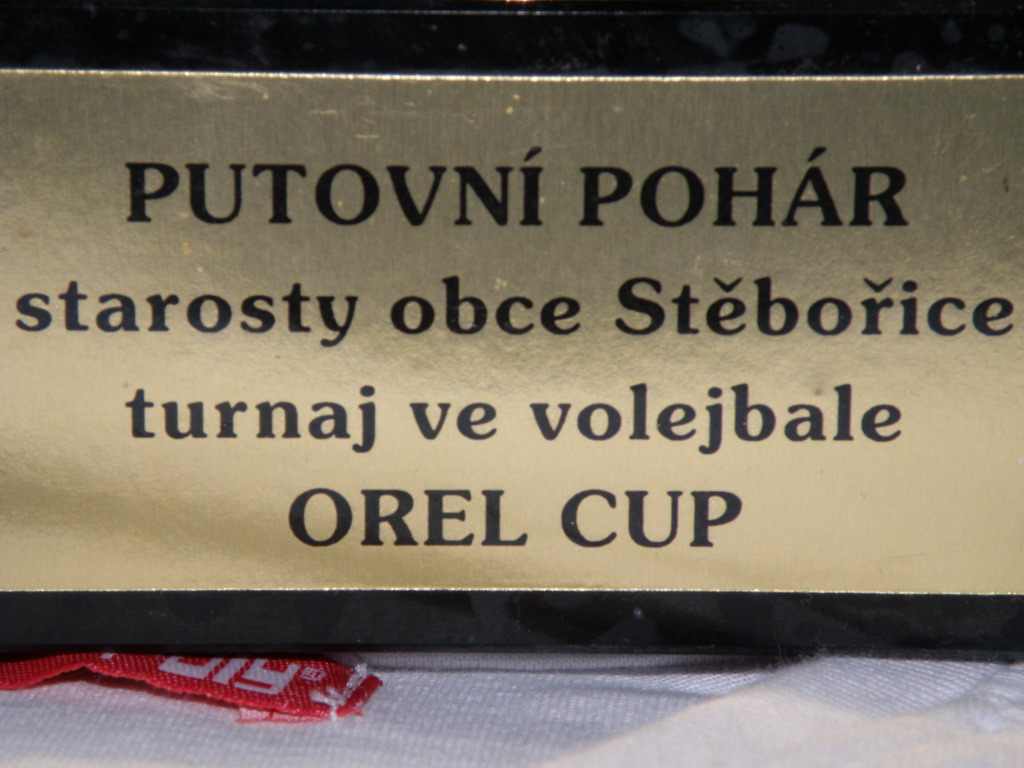 PUTOVNÍ POHÁR
starosty obce Stěbořice
turnaj ve volejbale
OREL CUP